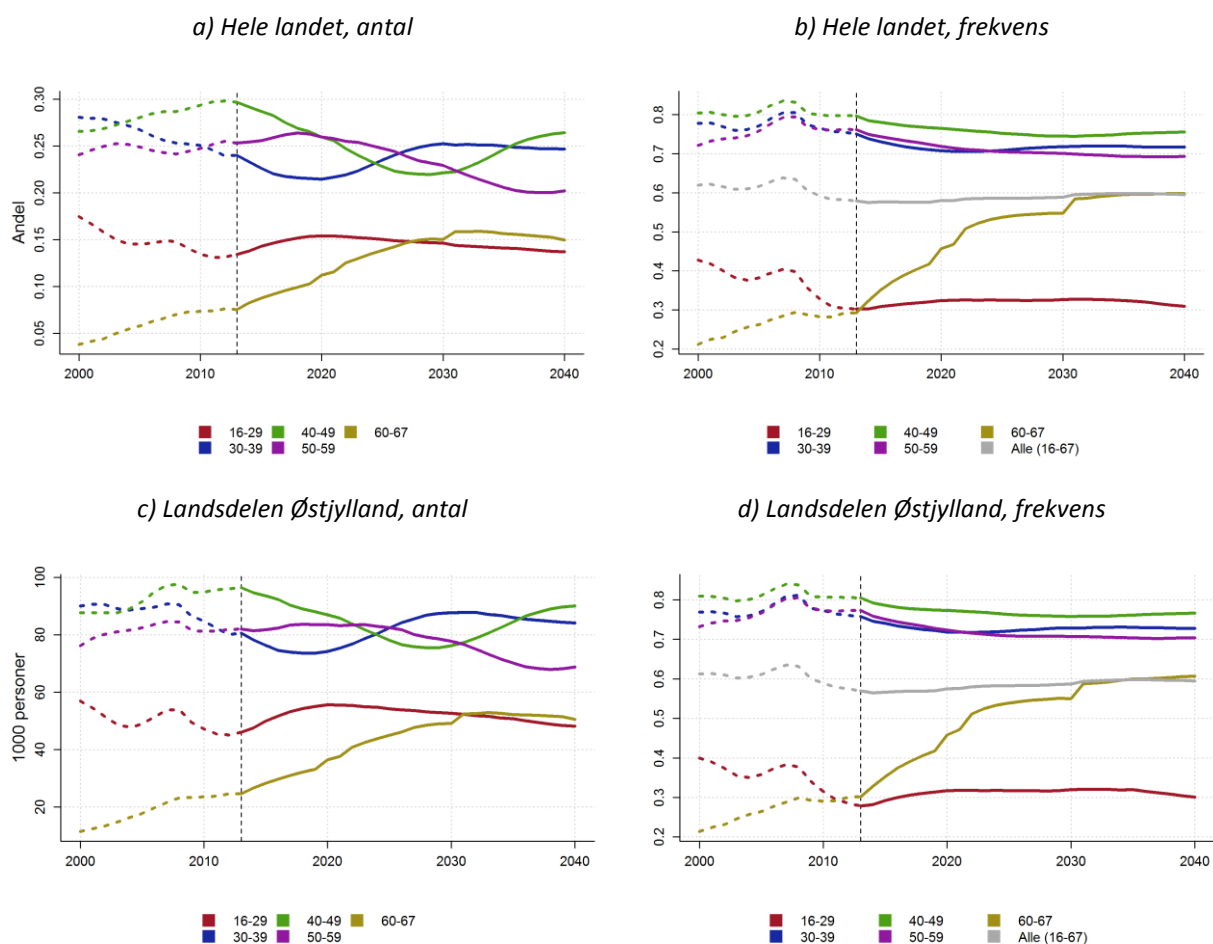 a) Hele landet, antal
b) Hele landet, frekvens
Andel
0.30
0.25
0.20
0.15
0.10
0.05
2000 2010 2020 2030 2040
16-29 40-49 60-67
30-39 50-59
0.8
0.7
0.6
0.5
0.4
0.3
0.2
2000 2010 2020 2030 2040
16-29 40-49 60-67
30-39 50-59 Alle (16-67)
c) Landsdelen Østjylland, antal
d) Landsdelen Østjylland, frekvens
1000 personer
100
80
60
40
20
2000 2010 2020 2030 2040
16-29 40-49 60-67
30-39 50-59
0.8
0.7
0.6
0.5
0.4
0.3
0.2
2000 2010 2020 2030 2040
16-29 40-49 60-67
30-39 50-59 Alle (16-67)